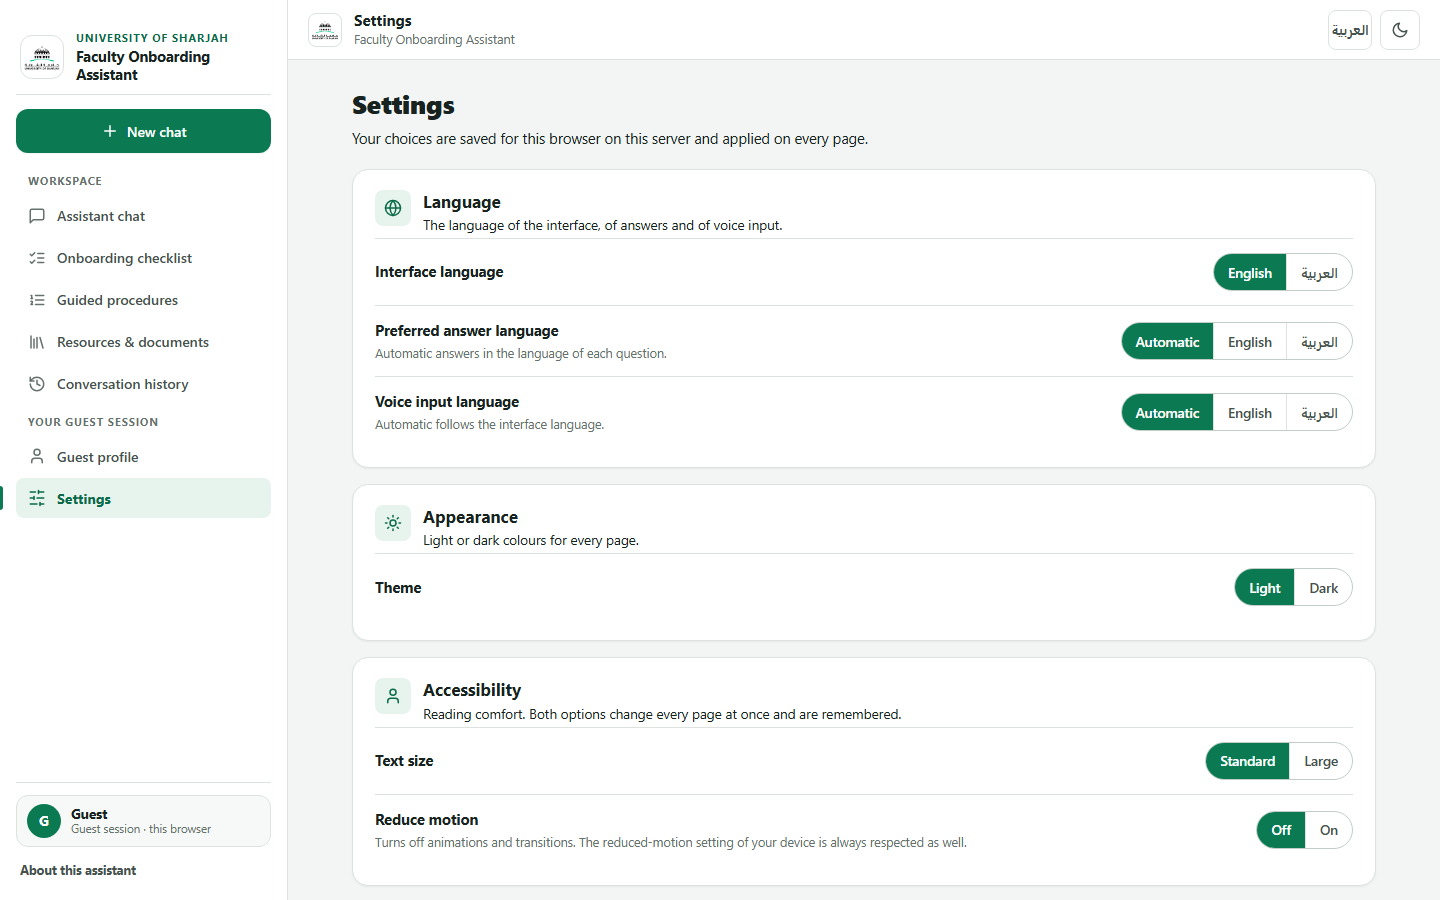 UNIVERSITY OF SHARJAH
Faculty Onboarding
Assistant
New chat
WORKSPACE
Assistant chat
Onboarding checklist
Guided procedures
Resources & documents
Conversation history
YOUR GUEST SESSION
Guest profile
Settings
G
Guest
Guest session · this browser
About this assistant
Settings
Faculty Onboarding Assistant
العربية
Settings
Your choices are saved for this browser on this server and applied on every page.
Language
The language of the interface, of answers and of voice input.
Interface language
English العربية
Preferred answer language
Automatic answers in the language of each question.
Automatic English العربية
Voice input language
Automatic follows the interface language.
Automatic English العربية
Appearance
Light or dark colours for every page.
Theme
Light Dark
Accessibility
Reading comfort. Both options change every page at once and are remembered.
Text size
Standard Large
Reduce motion
Turns off animations and transitions. The reduced-motion setting of your device is always respected as well.
Off On